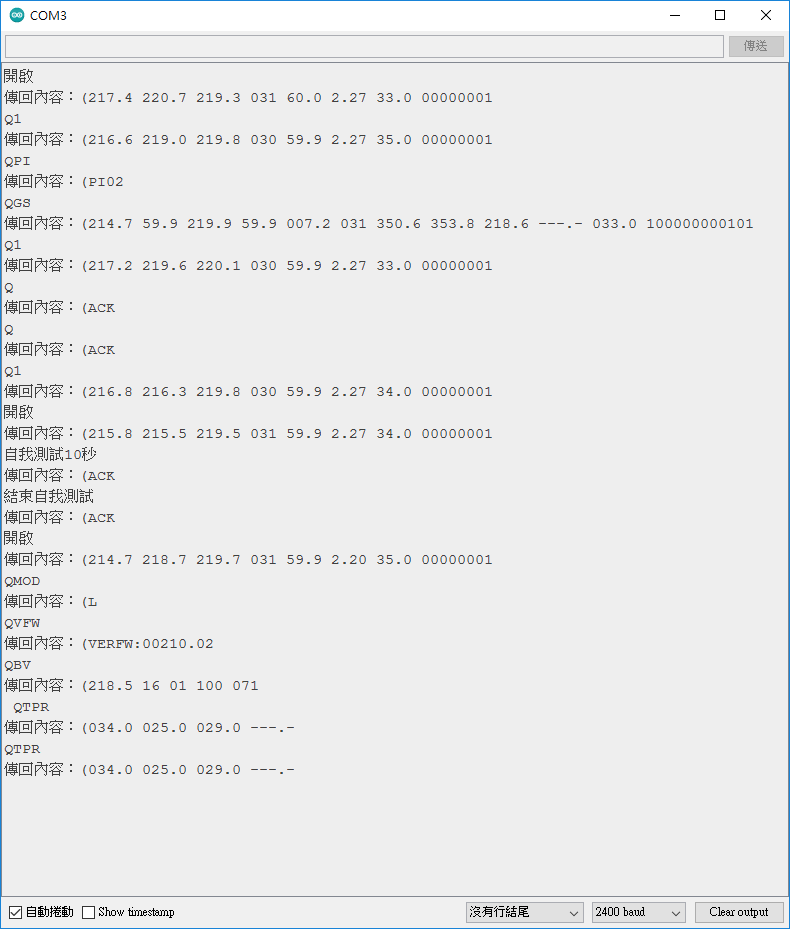 COM3
傳送
開啟
傳回內容：(217.4 220.7 219.3 031 60.0 2.27 33.0 00000001
Q1
傳回內容：(216.6 219.0 219.8 030 59.9 2.27 35.0 00000001
QPI
傳回內容：(PI02
QGS
傳回內容：(214.7 59.9 219.9 59.9 007.2 031 350.6 353.8 218.6 ---.- 033.0 100000000101
Q1
傳回內容：(217.2 219.6 220.1 030 59.9 2.27 33.0 00000001
Q
傳回內容：(ACK
Q
傳回內容：(ACK
Q1
傳回內容：(216.8 216.3 219.8 030 59.9 2.27 34.0 00000001
開啟
傳回內容：(215.8 215.5 219.5 031 59.9 2.27 34.0 00000001
自我測試10秒
傳回內容：(ACK
結束自我測試
傳回內容：(ACK
開啟
傳回內容：(214.7 218.7 219.7 031 59.9 2.20 35.0 00000001
QMOD
傳回內容：(L
QVFW
傳回內容：(VERFW:00210.02
QBV
傳回內容：(218.5 16 01 100 071
QTPR
傳回內容：(034.0 025.0 029.0 ---.-
QTPR
傳回內容：(034.0 025.0 029.0 ---.-
自動捲動 Show timestamp 沒有行結尾 2400 baud Clear output